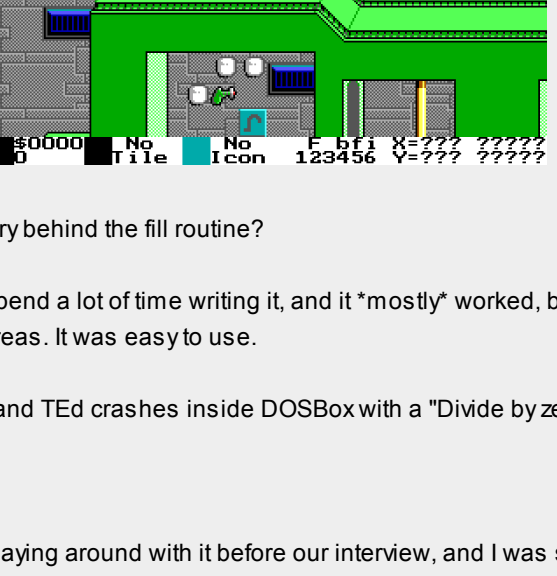 $0000 No No F bfi X=??? ?????
0 Tile Icon 123456 Y=??? ?????
ry behind the fill routine?
pend a lot of time writing it, and it *mostly* worked, b
reas. It was easy to use.
and TEd crashes inside DOSBox with a "Divide by ze
aying around with it before our interview, and I was s